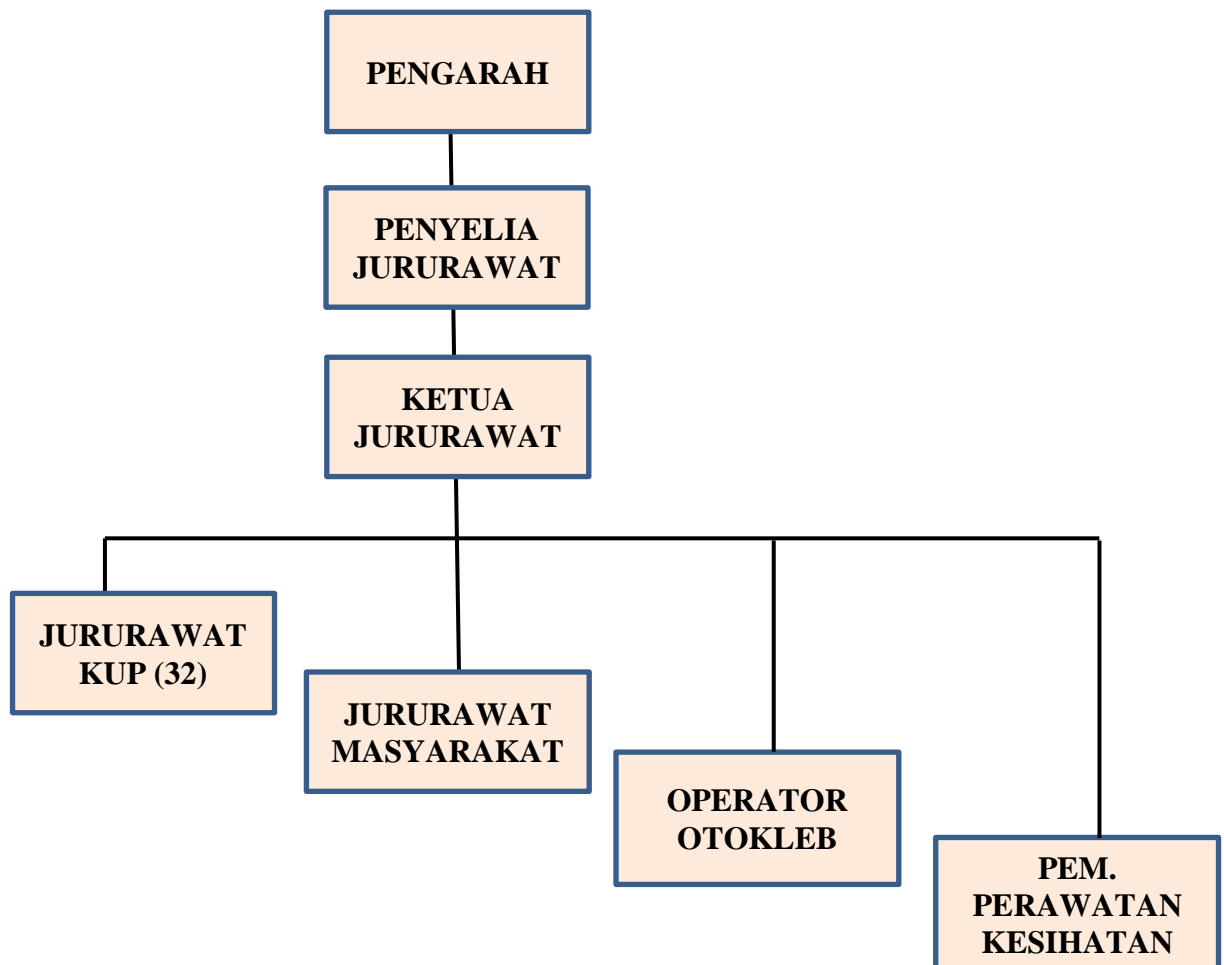 PENGARAH
PENYELIA
JURURAWAT
KETUA
JURURAWAT
JURURAWAT
KUP (32)
JURURAWAT
MASYARAKAT
OPERATOR
OTOKLEB
PEM.
PERAWATAN
KESIHATAN